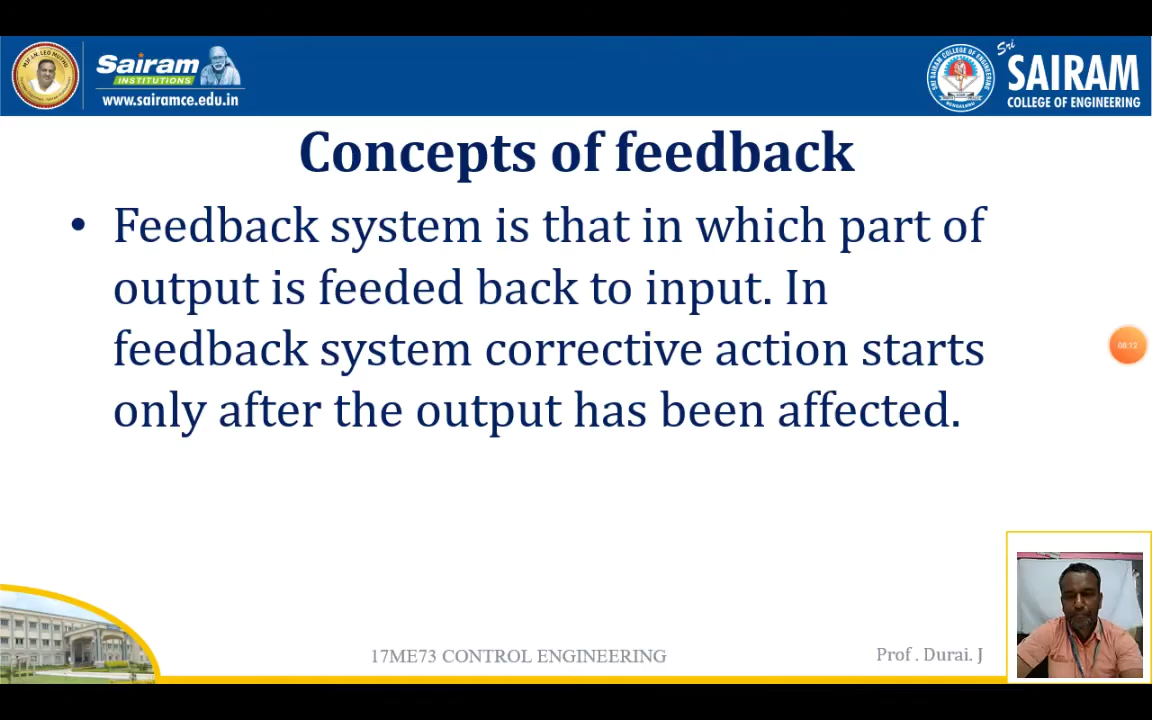 Sairam
INSTITUTIONS
www.sairamce.edu.in
Sri
SAIRAM
COLLEGE OF ENGINEERING
Concepts of feedback
• Feedback system is that in which part of
output is feeded back to input. In
feedback system corrective action starts
only after the output has been affected.
08:12
17ME73 CONTROL ENGINEERING
Prof . Durai. J